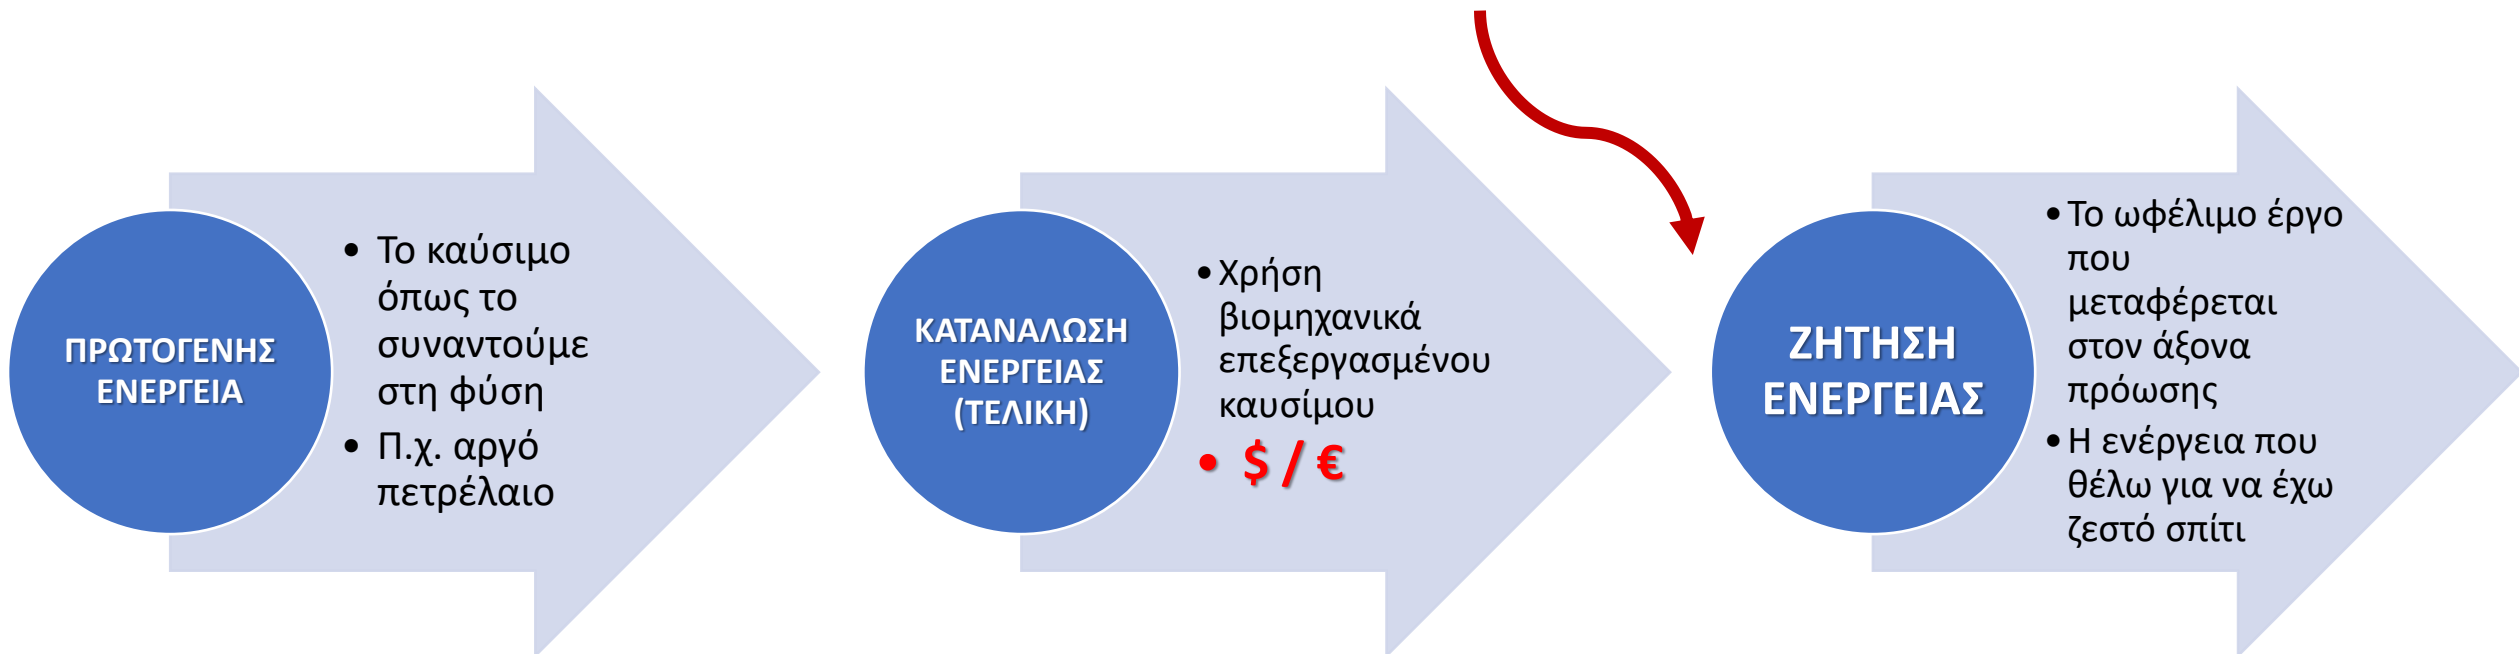 ΠΡΩΤΟΓΕΝΗΣ
ΕΝΕΡΓΕΙΑ
• Το καύσιμο
όπως το
συναντούμε
στη φύση
• Π.χ. αργό
πετρέλαιο
ΚΑΤΑΝΑΛΩΣΗ
ΕΝΕΡΓΕΙΑΣ
(ΤΕΛΙΚΗ)
• Χρήση
βιομηχανικά
επεξεργασμένου
καυσίμου
• $ / €
ΖΗΤΗΣΗ
ΕΝΕΡΓΕΙΑΣ
• Το ωφέλιμο έργο
που
μεταφέρεται
στον άξονα
πρόωσης
• Η ενέργεια που
θέλω για να έχω
ζεστό σπίτι